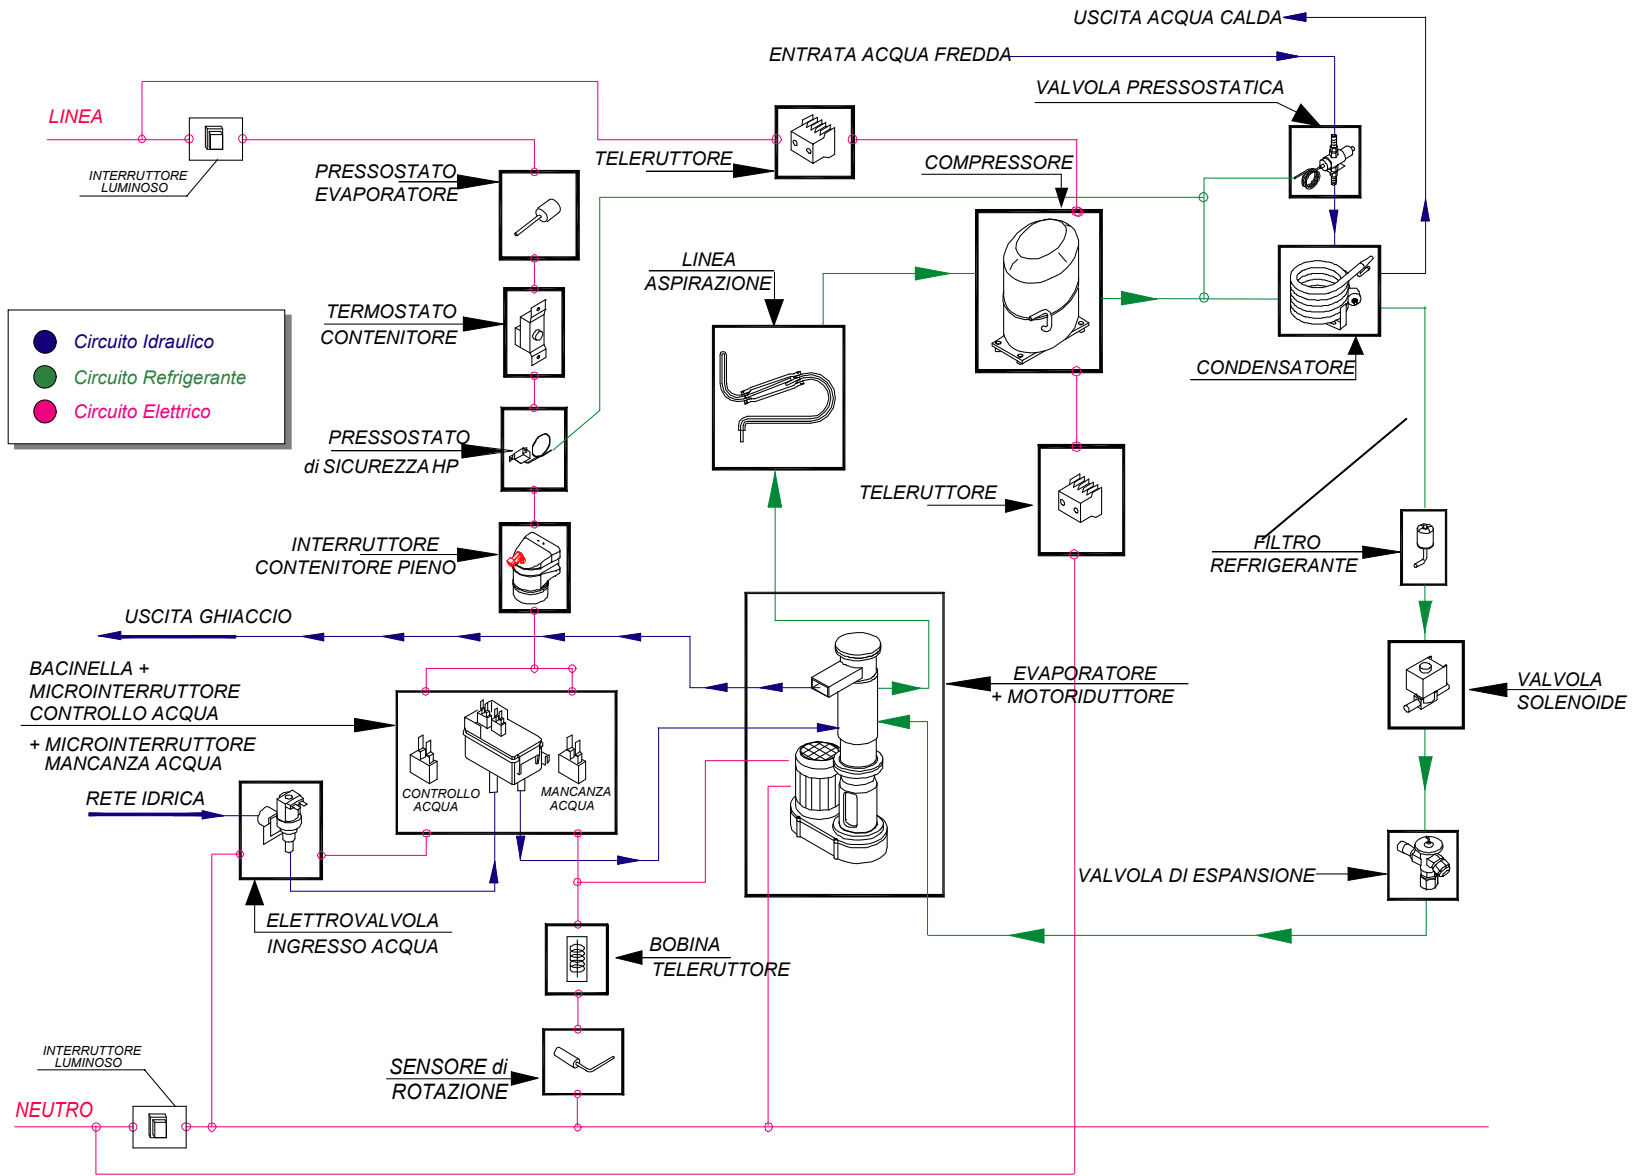 USCITA ACQUA CALDA
ENTRATA ACQUA FREDDA
VALVOLA PRESSOSTATICA
LINEA
INTERRUTTORE
LUMINOSO
PRESSOSTATO
EVAPORATORE
TELERUTTORE
COMPRESSORE
LINEA
ASPIRAZIONE
TERMOSTATO
CONTENITORE
Circuito Idraulico
Circuito Refrigerante
Circuito Elettrico
CONDENSATORE
PRESSOSTATO
di SICUREZZA HP
TELERUTTORE
INTERRUTTORE
CONTENITORE PIENO
FILTRO
REFRIGERANTE
USCITA GHIACCIO
BACINELLA +
MICROINTERRUTTORE
CONTROLLO ACQUA
+ MICROINTERRUTTORE
MANCANZA ACQUA
EVAPORATORE
+ MOTORIDUTTORE
VALVOLA
SOLENOIDE
CONTROLLO
ACQUA
MANCANZA
ACQUA
RETE IDRICA
VALVOLA DI ESPANSIONE
ELETTROVALVOLA
INGRESSO ACQUA
BOBINA
TELERUTTORE
INTERRUTTORE
LUMINOSO
SENSORE di
ROTAZIONE
NEUTRO